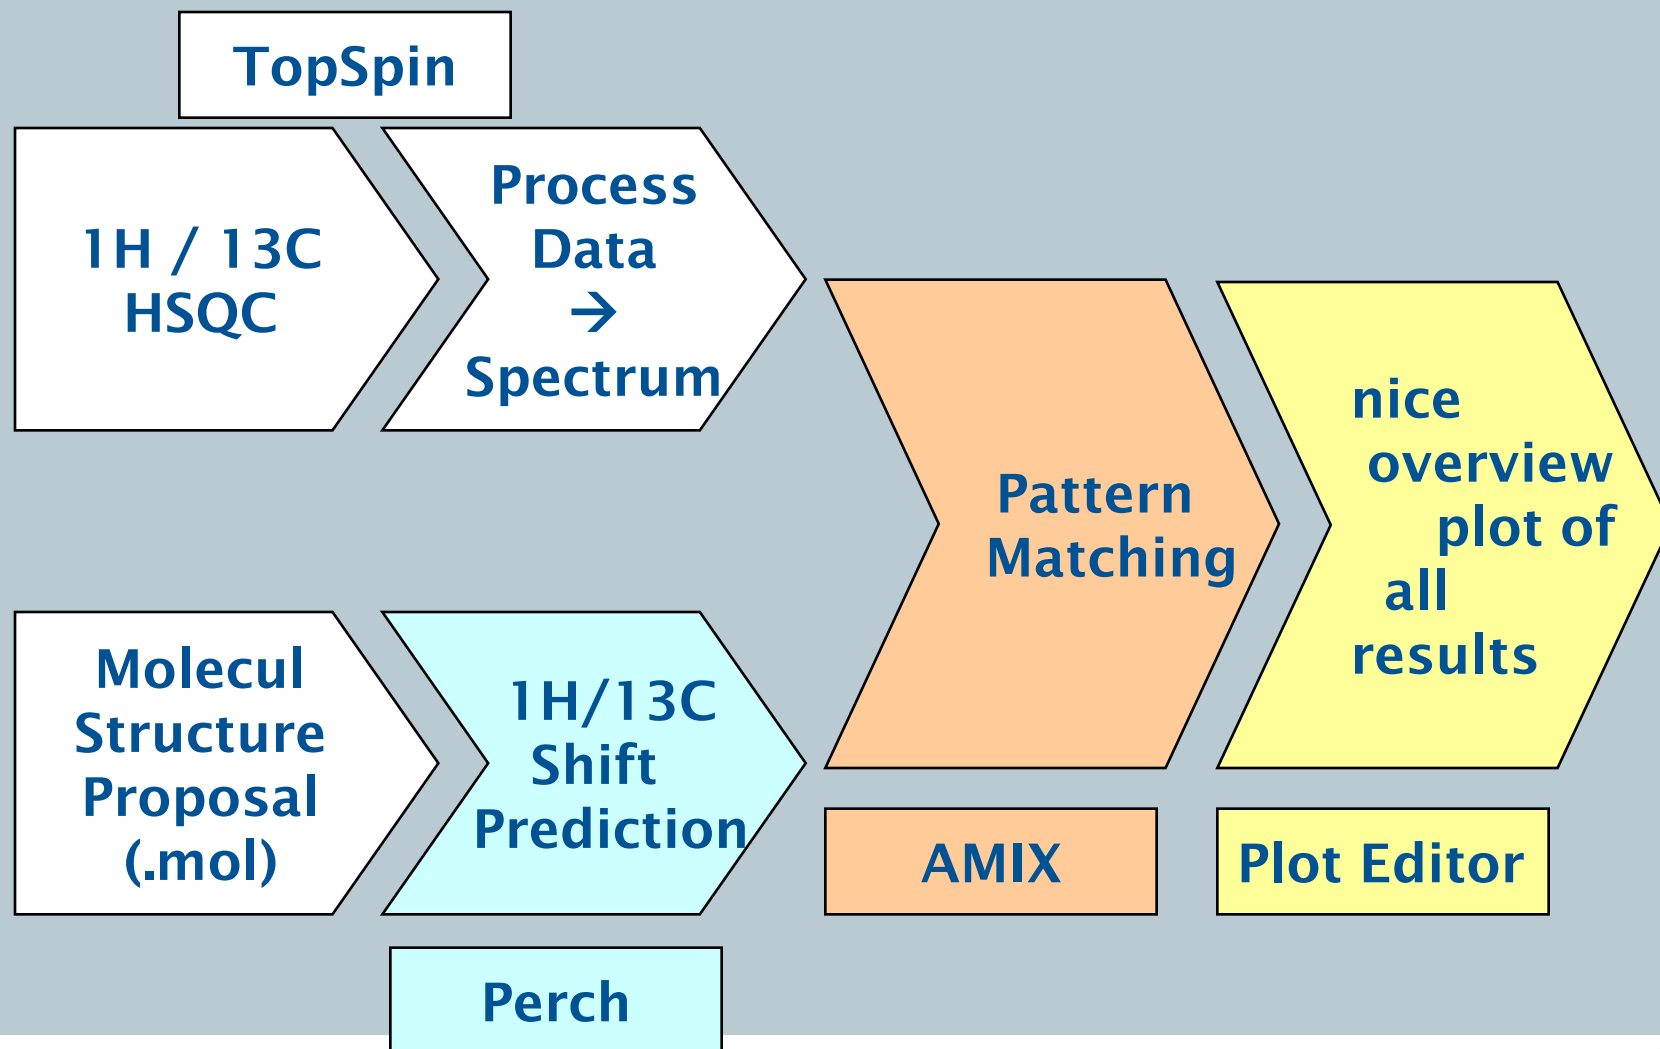 TopSpin
1H / 13C
HSQC
Process
Data
→
Spectrum
Molecul
Structure
Proposal
(.mol)
1H/13C
Shift
Prediction
Perch
Pattern
Matching
AMIX
nice
overview
plot of
all
results
Plot Editor